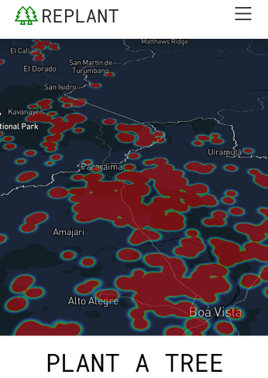 REPLANT
Matthews Ridge
El Callao
El Dorado
San Martin de
Turumbang
San Isidro
Kavanayen
tional Park
Uiramutã
Pacaraima
Amajari
Alto Alegre
Boa Vista
PLANT A TREE